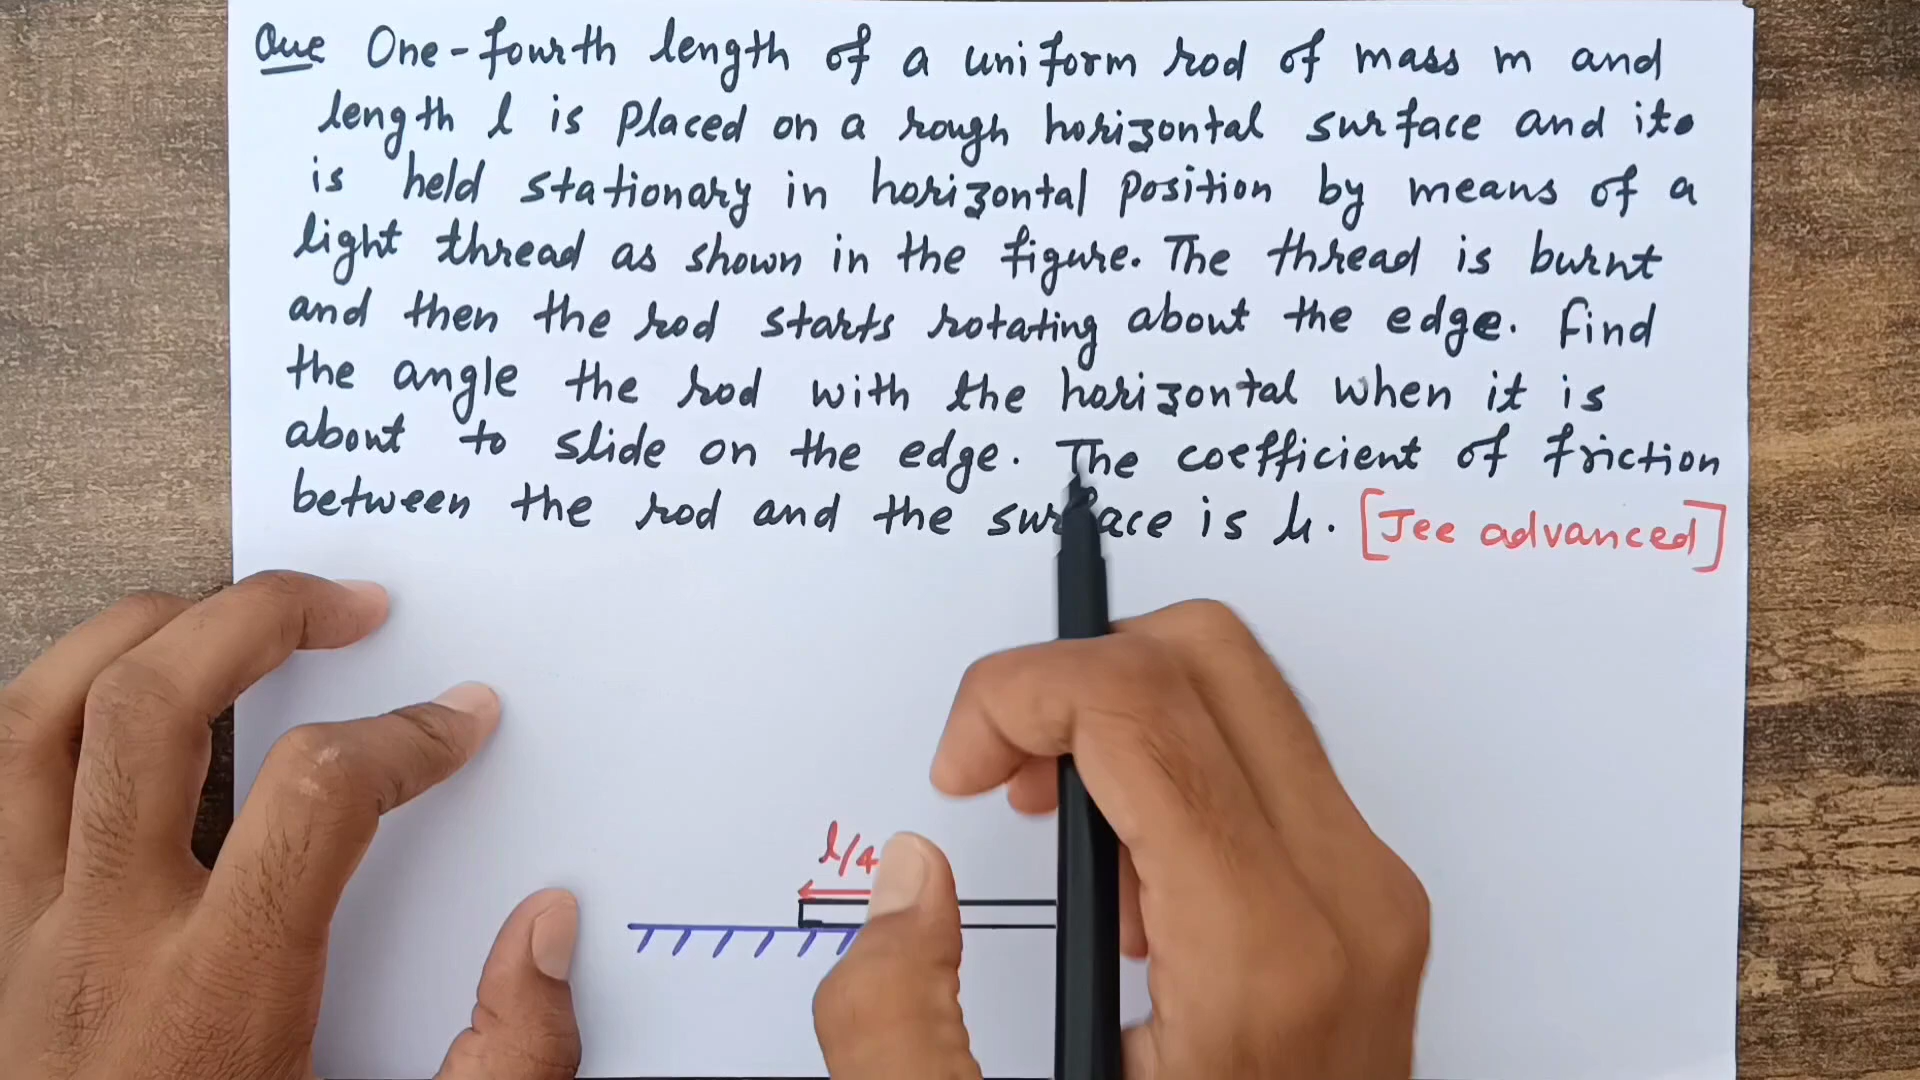 Que One-fourth length of a uniform rod of mass m and
length l is placed on a rough horizontal surface and it
is held stationary in horizontal position by means of a
light thread as shown in the figure. The thread is burnt
and then the rod starts rotating about the edge. Find
the angle the rod with the horizontal when it is
about to slide on the edge. The coefficient of friction
between the rod and the surface is μ. [Jee advanced]
l/4